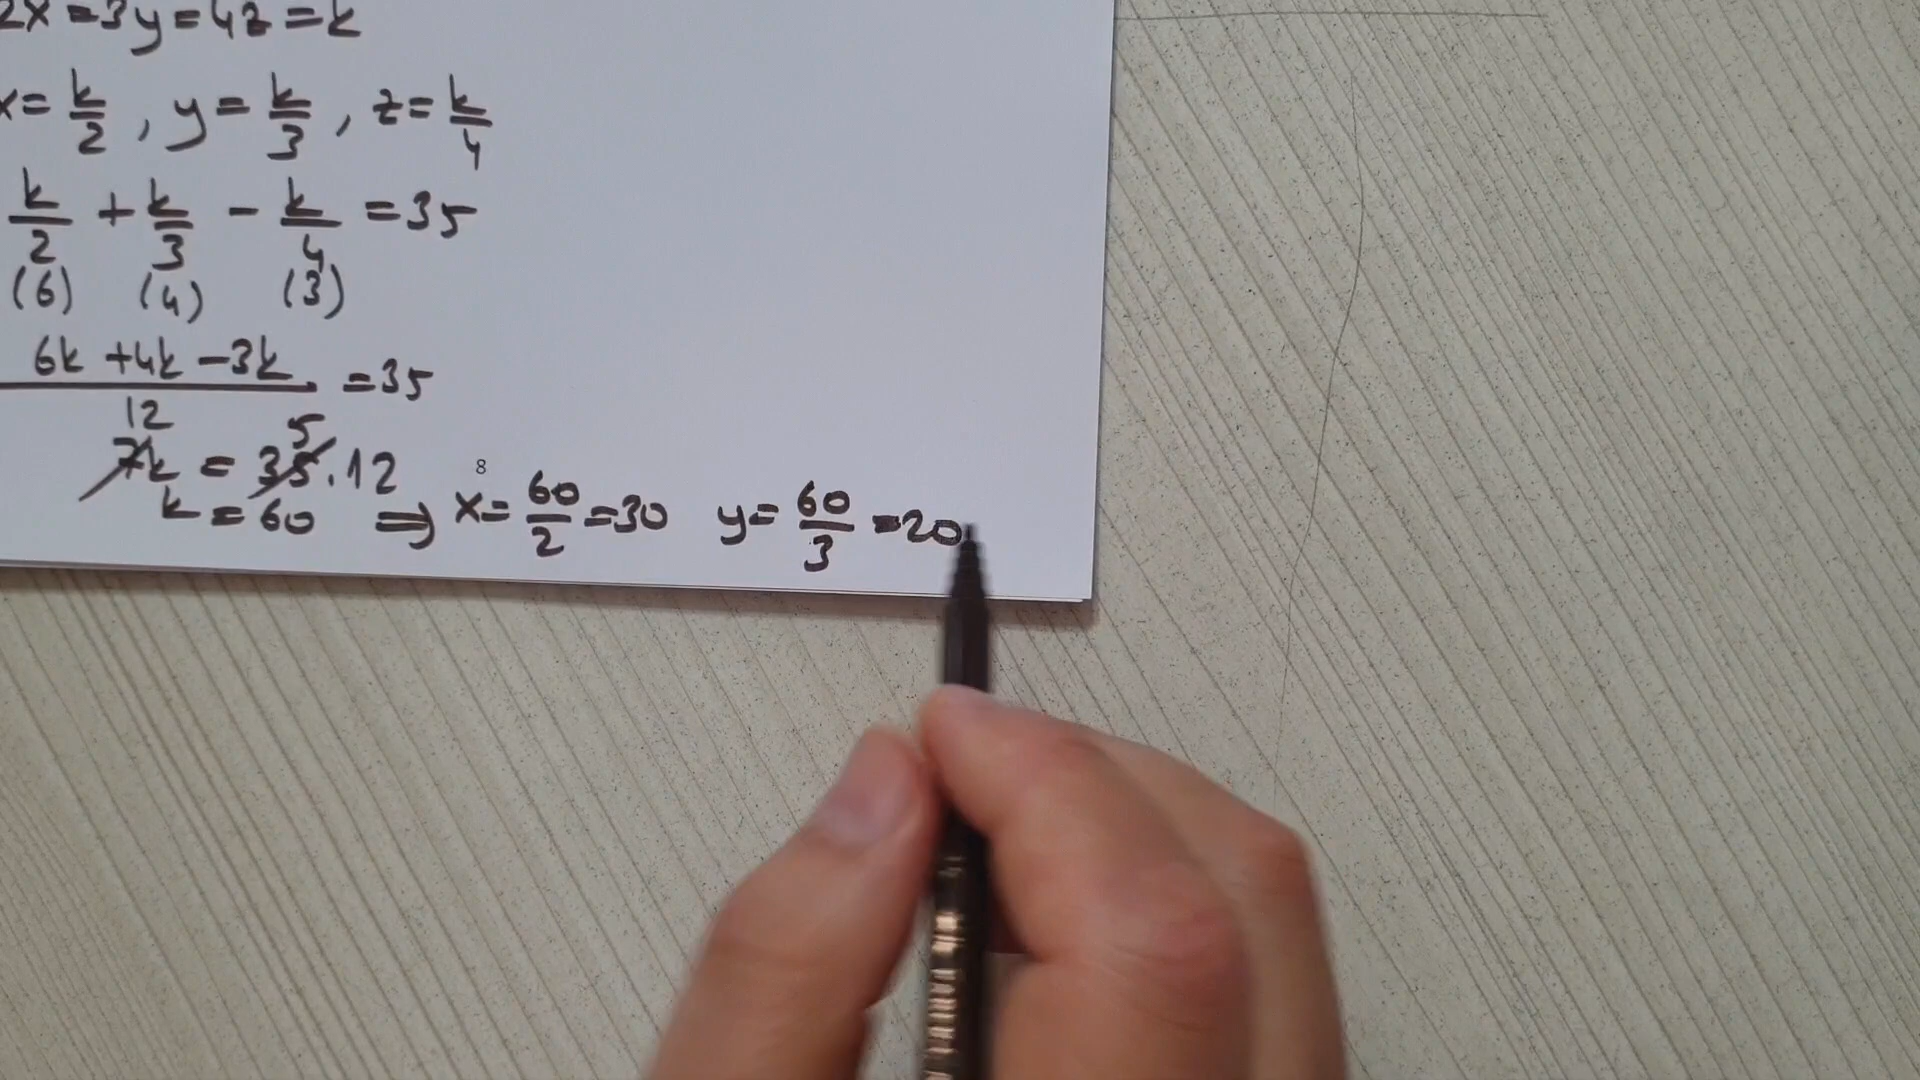 2x=3y=4z=k
x=k/2, y=k/3, z=k/4
k/2 + k/3 - k/4 = 35
(6) (4) (3)
6k+4k-3k/12 = 35
5
7k = 35.12
8
k = 60 ⇒ x=60/2=30 y=60/3=20